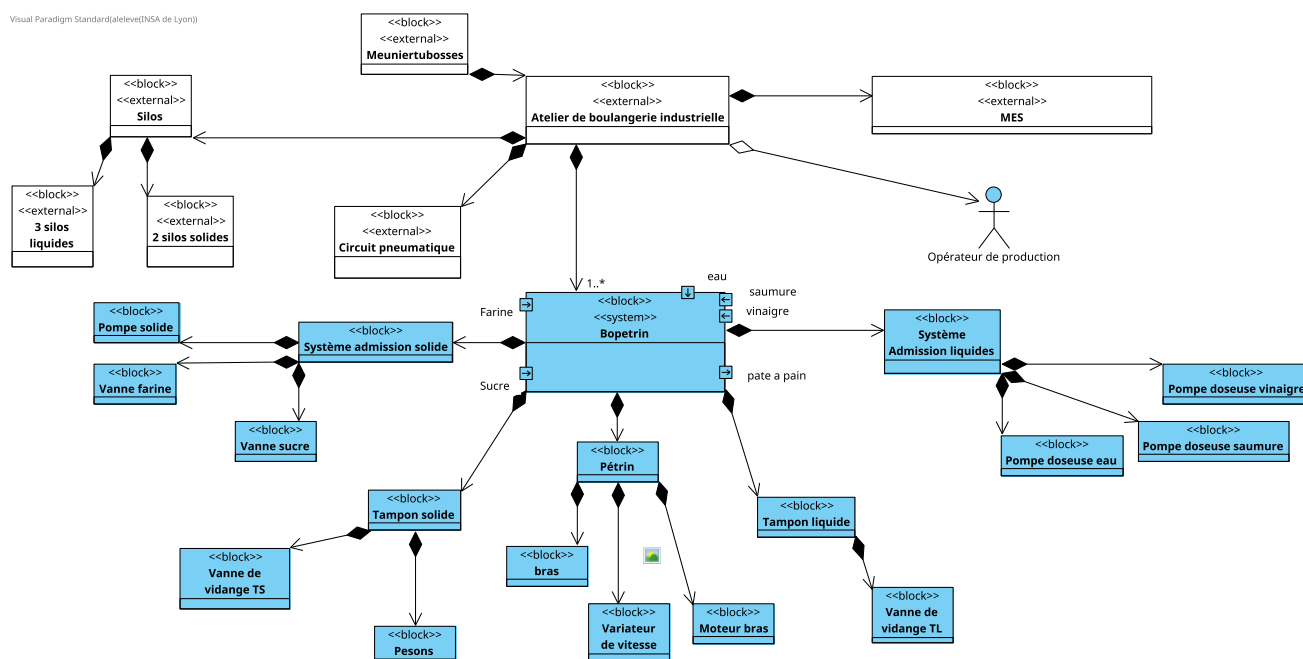 Visual Paradigm Standard(aleleve(INSA de Lyon))
<<block>>
<<external>>
Meuniertubosses
<<block>>
<<external>>
Silos
<<block>>
<<external>>
Atelier de boulangerie industrielle
<<block>>
<<external>>
MES
<<block>>
<<external>>
3 silos
liquides
<<block>>
<<external>>
2 silos solides
<<block>>
<<external>>
Circuit pneumatique
Opérateur de production
1..*
eau
saumure
vinaigre
Farine
Sucre
pate a pain
<<block>>
<<system>>
Bopetrin
<<block>>
Pompe solide
<<block>>
Système admission solide
<<block>>
Vanne farine
<<block>>
Vanne sucre
<<block>>
Système
Admission liquides
<<block>>
Pompe doseuse vinaigre
<<block>>
Pompe doseuse saumure
<<block>>
Pompe doseuse eau
<<block>>
Pétrin
<<block>>
Tampon solide
<<block>>
Tampon liquide
<<block>>
Vanne de
vidange TS
<<block>>
Pesons
<<block>>
bras
<<block>>
Variateur
de vitesse
<<block>>
Moteur bras
<<block>>
Vanne de
vidange TL